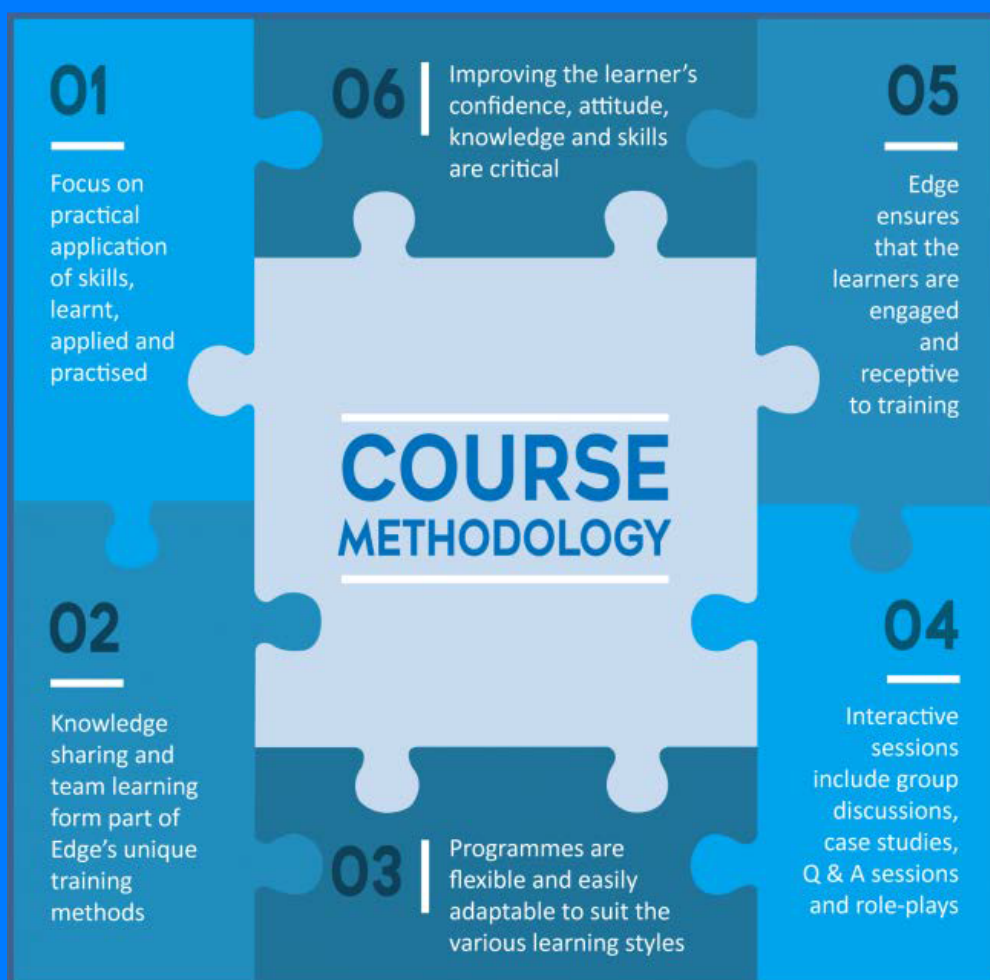 01
Focus on
practical
application
of skills,
learnt,
applied and
practised
02
Knowledge
sharing and
team learning
form part of
Edge's unique
training
methods
03
Programmes are
flexible and easily
adaptable to suit the
various learning styles
04
Interactive
sessions
include group
discussions,
case studies,
Q & A sessions
and role-plays
05
Edge
ensures
that the
learners are
engaged
and
receptive
to training
06
Improving the learner's
confidence, attitude,
knowledge and skills
are critical
COURSE
METHODOLOGY